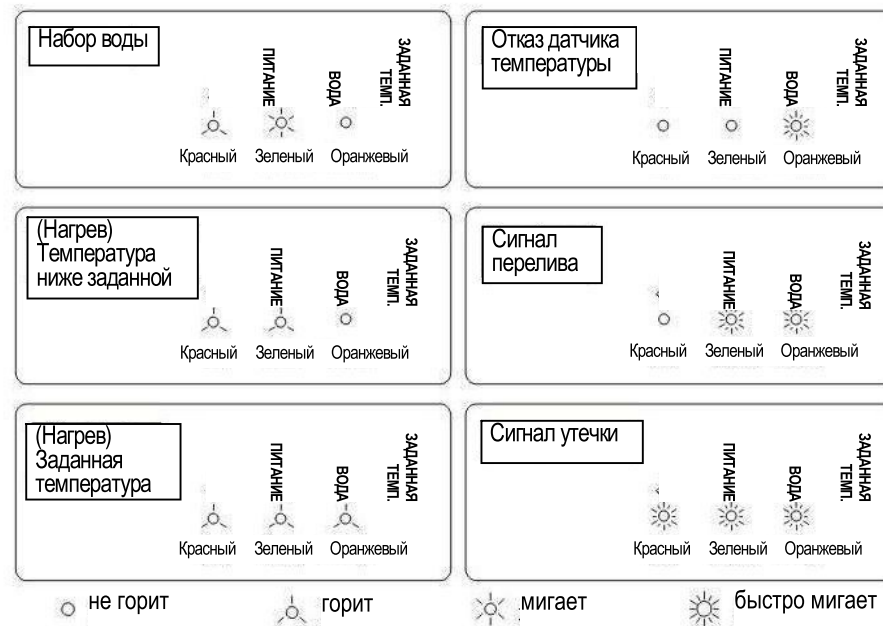 Набор воды
ПИТАНИЕ
ВОДА
ЗАДАННАЯ
ТЕМП.
Красный Зеленый Оранжевый
Отказ датчика
температуры
ПИТАНИЕ
ВОДА
ЗАДАННАЯ
ТЕМП.
Красный Зеленый Оранжевый
(Нагрев)
Температура
ниже заданной
ПИТАНИЕ
ВОДА
ЗАДАННАЯ
ТЕМП.
Красный Зеленый Оранжевый
Сигнал
перелива
ПИТАНИЕ
ВОДА
ЗАДАННАЯ
ТЕМП.
Красный Зеленый Оранжевый
(Нагрев)
Заданная
температура
ПИТАНИЕ
ВОДА
ЗАДАННАЯ
ТЕМП.
Красный Зеленый Оранжевый
Сигнал утечки
ПИТАНИЕ
ВОДА
ЗАДАННАЯ
ТЕМП.
Красный Зеленый Оранжевый
не горит горит мигает быстро мигает